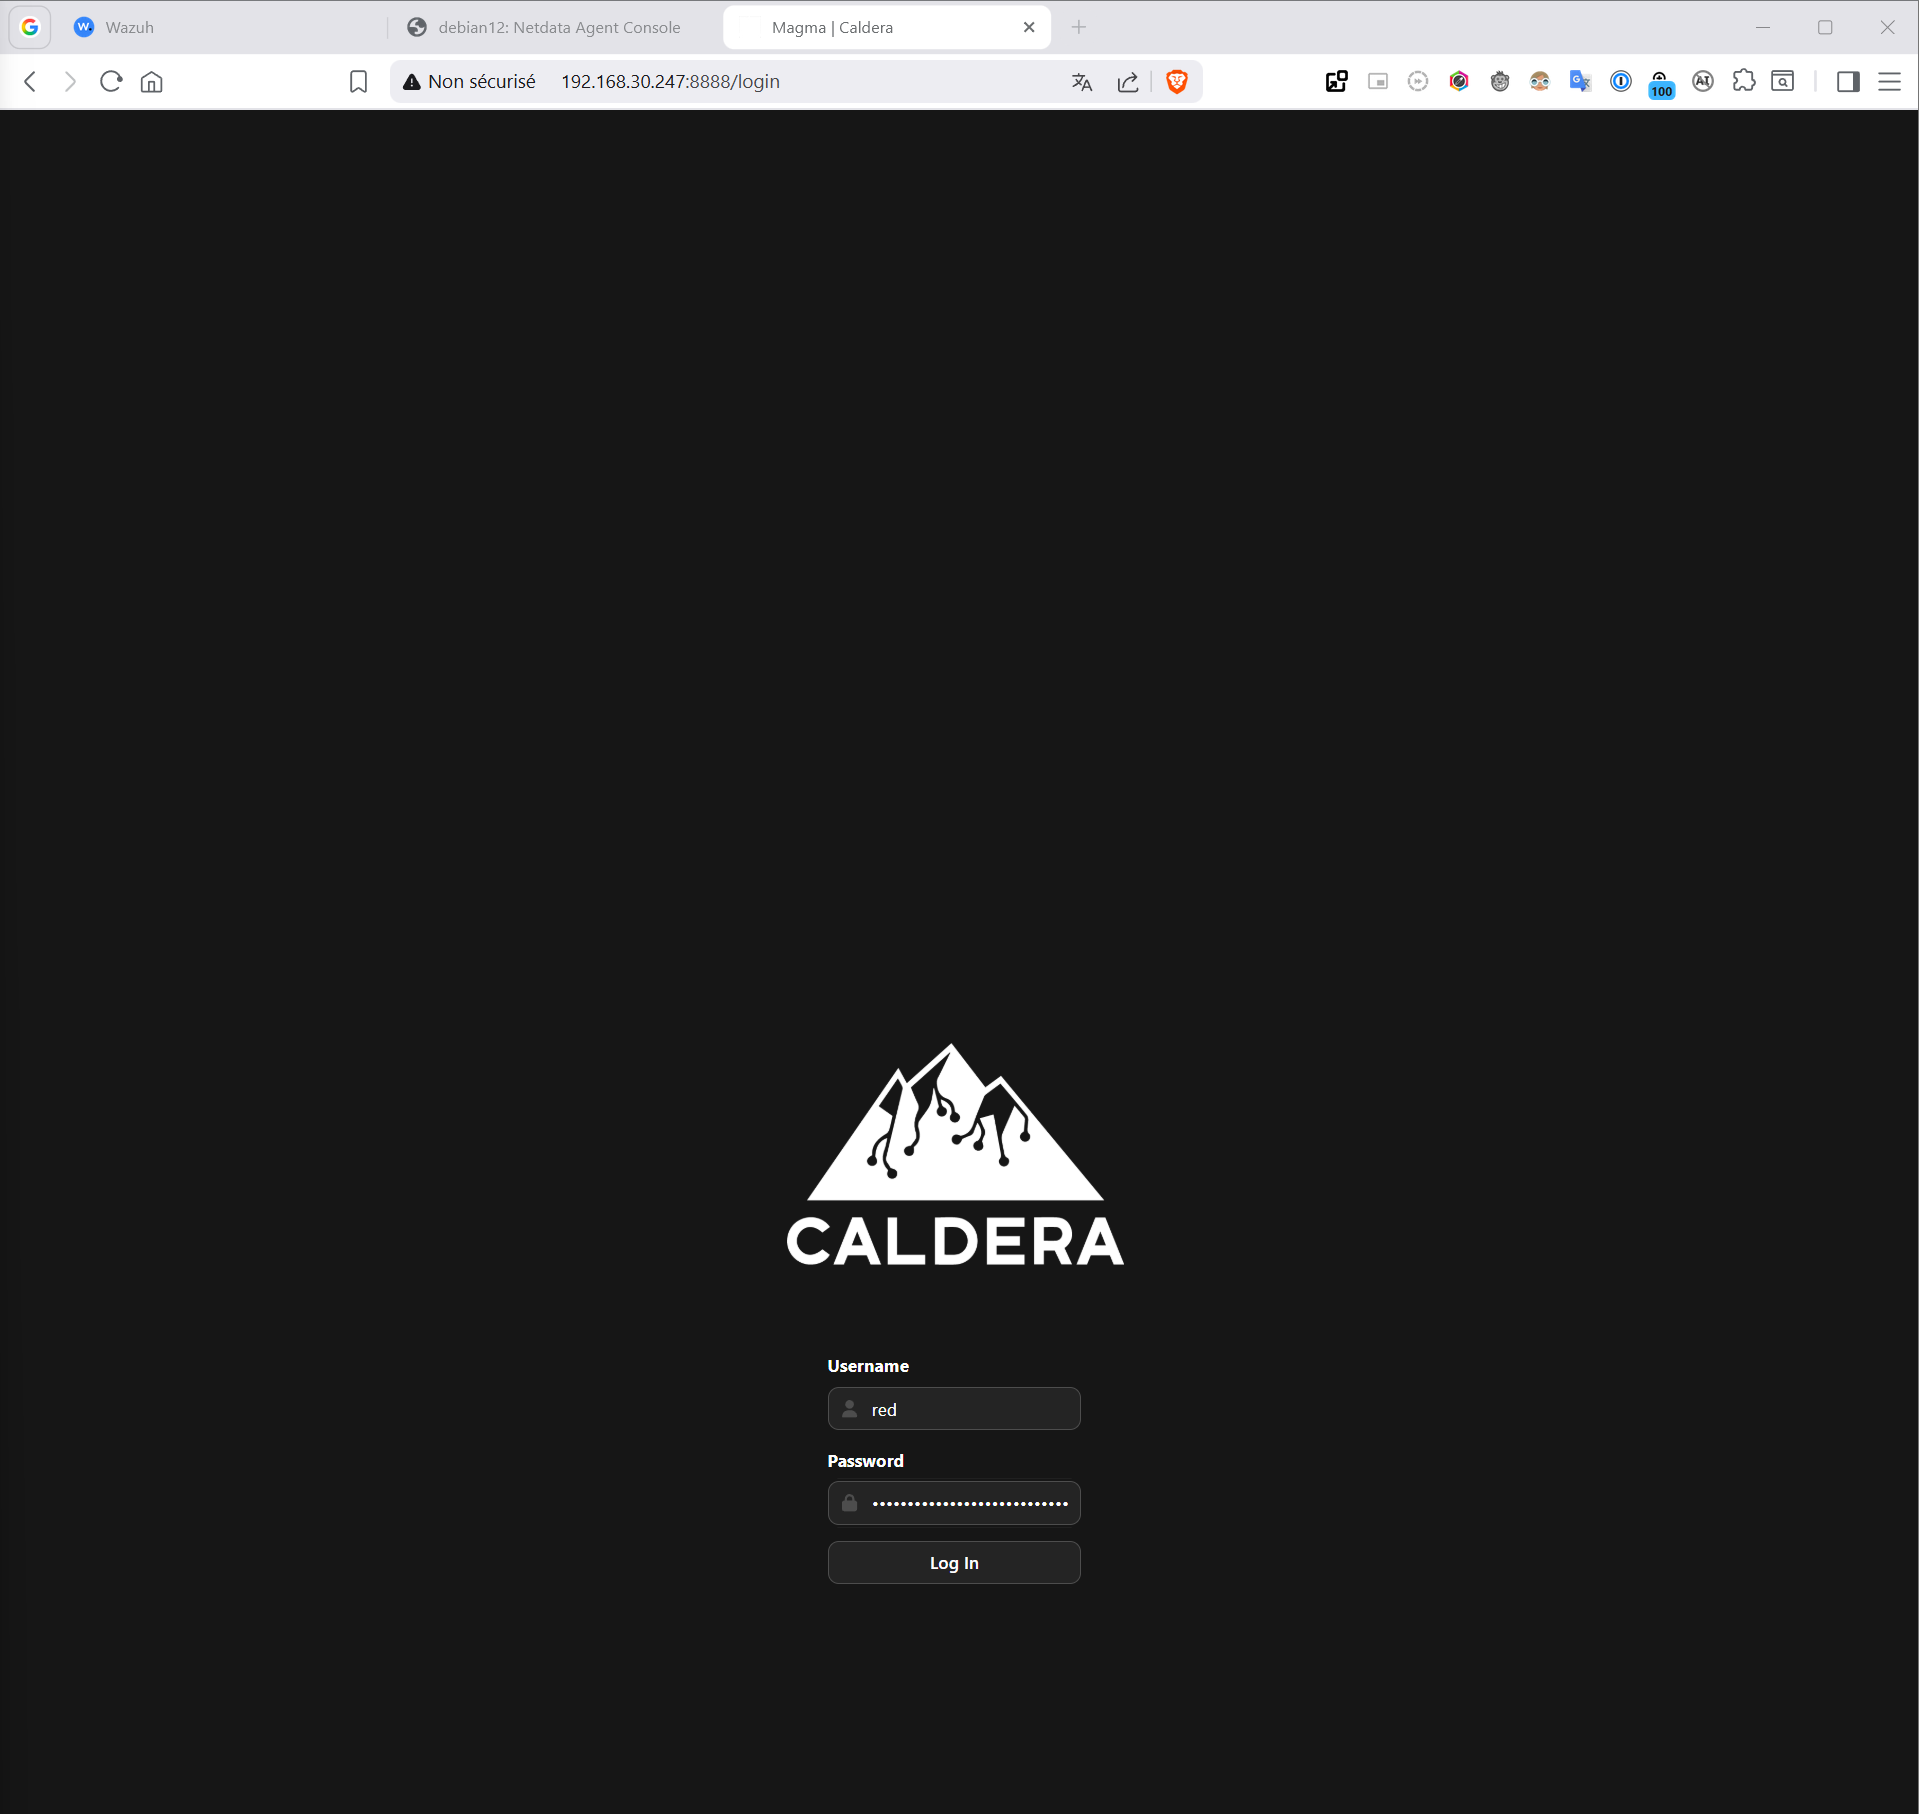 Wazuh
debian12: Netdata Agent Console
Magma | Caldera
Non sécurisé
192.168.30.247:8888/login
100
CALDERA
Username
red
Password
••••••••••••••••••••••••••••
Log In